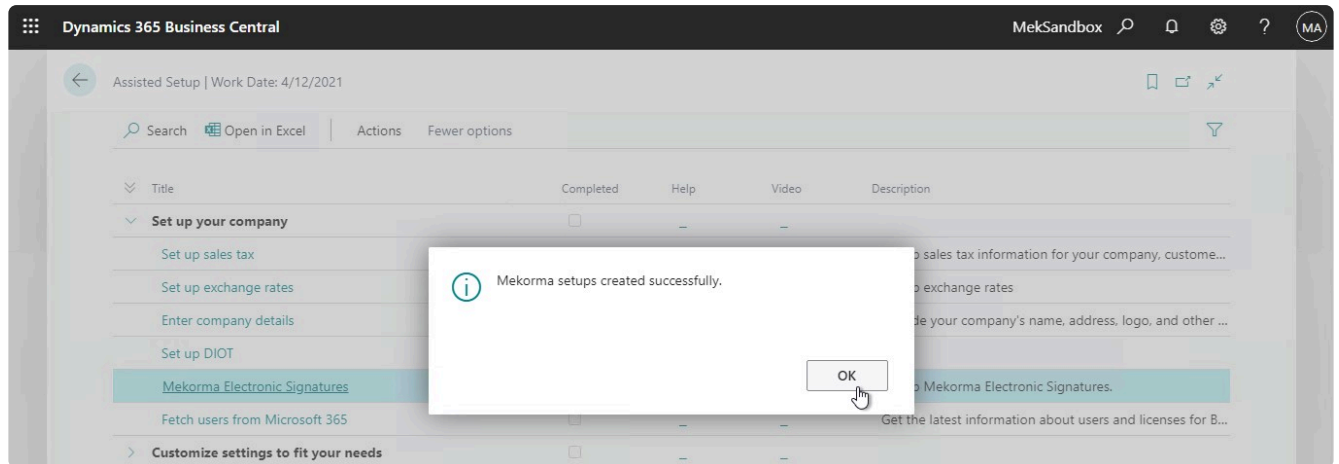 Dynamics 365 Business Central MekSandbox ? MA
Assisted Setup | Work Date: 4/12/2021
Search Open in Excel Actions Fewer options
Title Completed Help Video Description
Set up your company
Set up sales tax sales tax information for your company, custome...
Mekorma setups created successfully.
Set up exchange rates exchange rates
Enter company details your company's name, address, logo, and other ...
Set up DIOT
OK
Mekorma Electronic Signatures Mekorma Electronic Signatures.
Fetch users from Microsoft 365 Get the latest information about users and licenses for B...
Customize settings to fit your needs